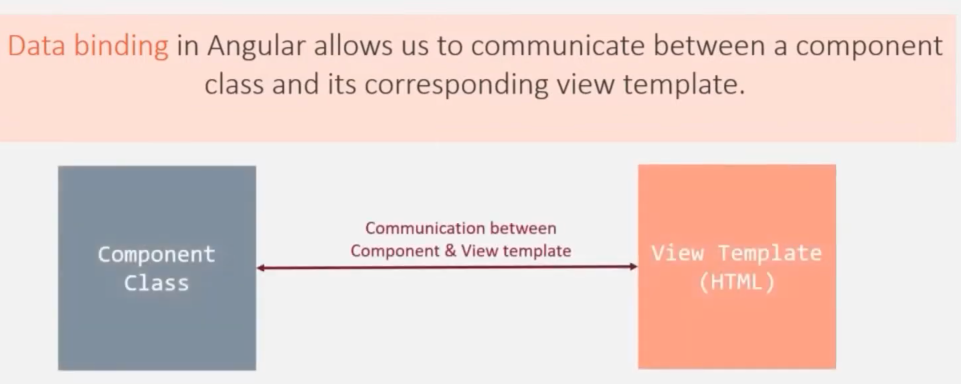 Data binding in Angular allows us to communicate between a component
class and its corresponding view template.
Communication between
Component & View template
Component
Class
View Template
(HTML)